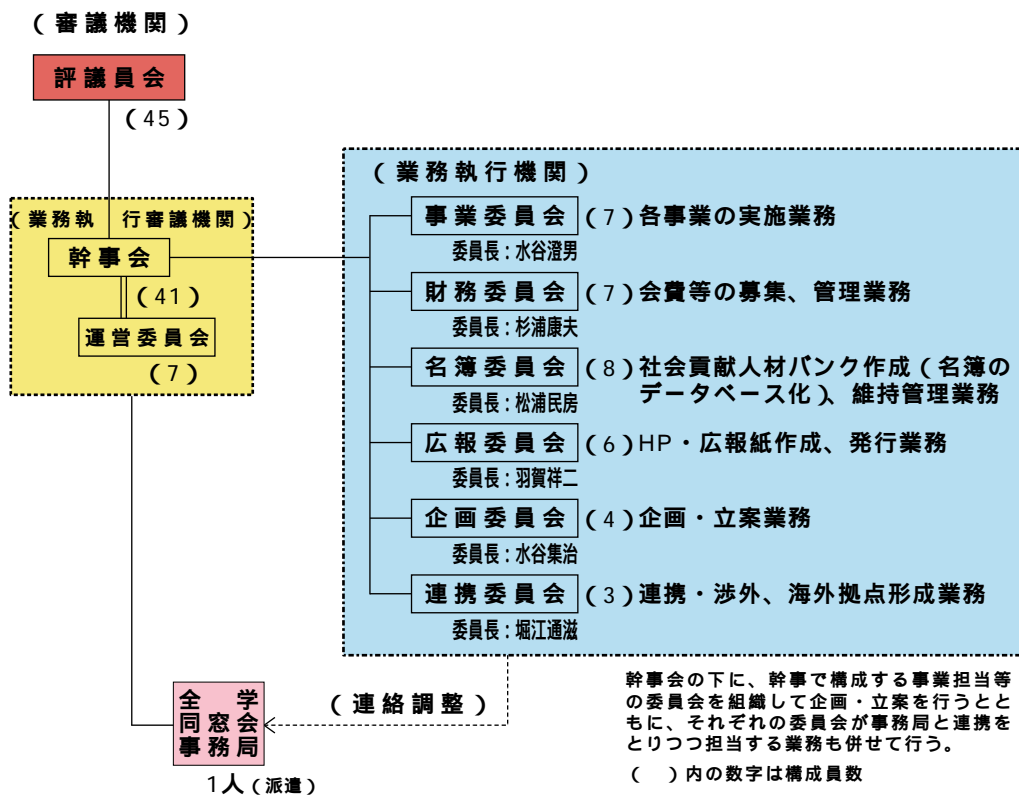 (審議機関)
評議員会
(45)
(業務執 行審議機関)
幹事会
(41)
運営委員会
(7)
(業務執行機関)
事業委員会 (7)各事業の実施業務
委員長:水谷澄男
財務委員会 (7)会費等の募集、管理業務
委員長:杉浦康夫
名簿委員会 (8)社会貢献人材バンク作成(名簿の
データベース化)、維持管理業務
委員長:松浦民房
広報委員会 (6)HP・広報紙作成、発行業務
委員長:羽賀祥二
企画委員会 (4)企画・立案業務
委員長:水谷集治
連携委員会 (3)連携・渉外、海外拠点形成業務
委員長:堀江通滋
(連絡調整)
全学
同窓会
事務局
1人(派遣)
幹事会の下に、幹事で構成する事業担当等
の委員会を組織して企画・立案を行うとと
もに、それぞれの委員会が事務局と連携を
とりつつ担当する業務も併せて行う。
( )内の数字は構成員数